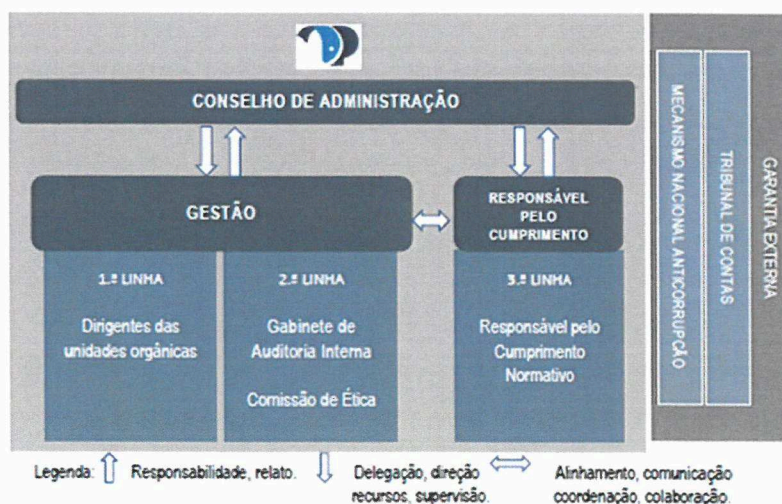 CONSELHO DE ADMINISTRAÇÃO
GESTÃO
RESPONSÁVEL
PELO
CUMPRIMENTO
1.ª LINHA
Dirigentes das
unidades orgânicas
2.ª LINHA
Gabinete de
Auditoria Interna
Comissão de Ética
3.ª LINHA
Responsável pelo
Cumprimento
Normativo
MECANISMO NACIONAL ANTICORRUPÇÃO
TRIBUNAL DE CONTAS
GARANTIA EXTERNA
Legenda: Responsabilidade, relato.
Delegação, direção
recursos, supervisão.
Alinhamento, comunicação
coordenação, colaboração.